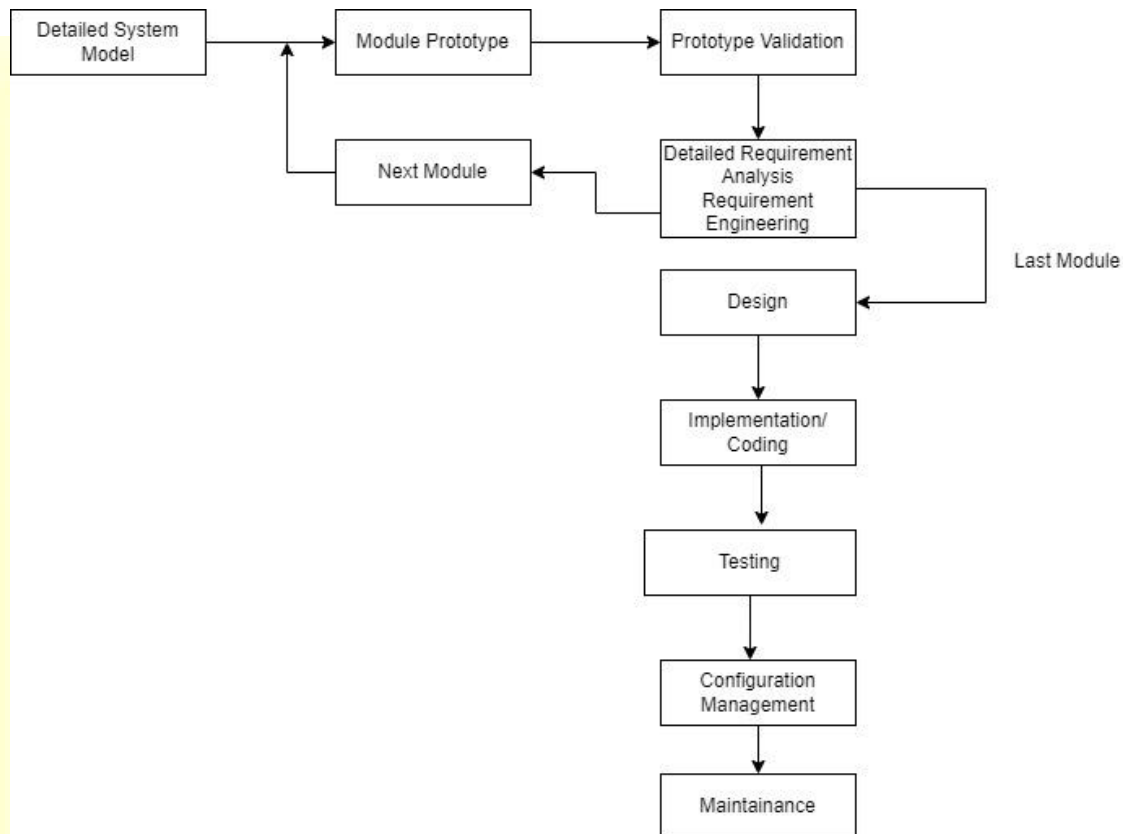 Detailed System
Model
Module Prototype
Prototype Validation
Next Module
Detailed Requirement
Analysis
Requirement
Engineering
Last Module
Design
Implementation/
Coding
Testing
Configuration
Management
Maintainance